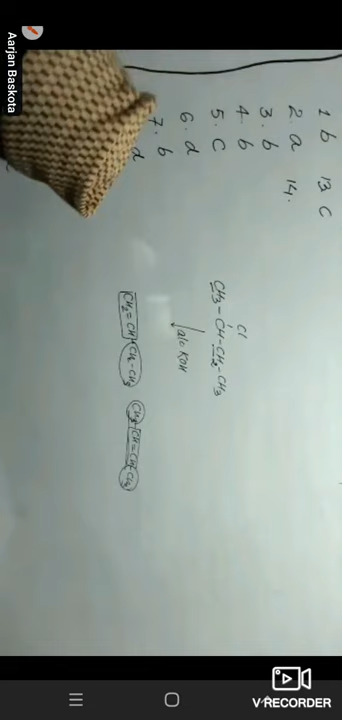 Aarjan Baskota
1 b 13 c
2. a 14.
3. b
4. b
5. c
6. d
7. b
d
Cl
CH3 - CH - CH2 - CH3
alc KOH
CH2 = CH - CH2 - CH3 CH3 - CH = CH - CH3
VRECORDER